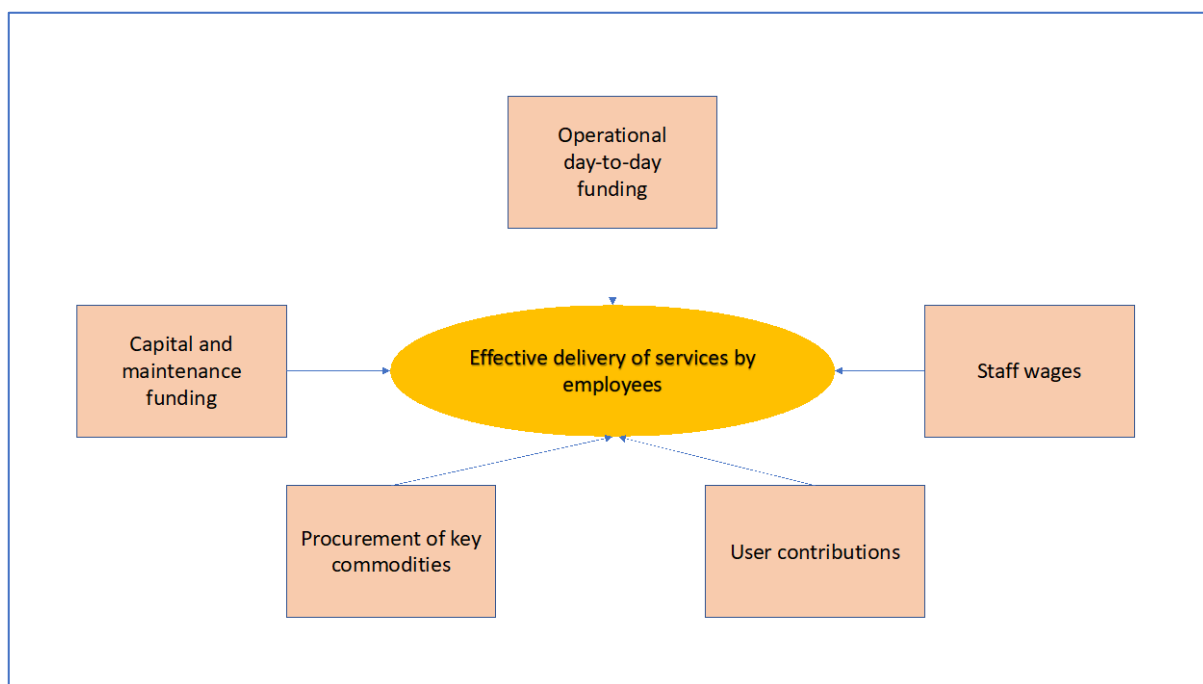 Operational
day-to-day
funding
Capital and
maintenance
funding
Effective delivery of services by
employees
Staff wages
Procurement of key
commodities
User contributions